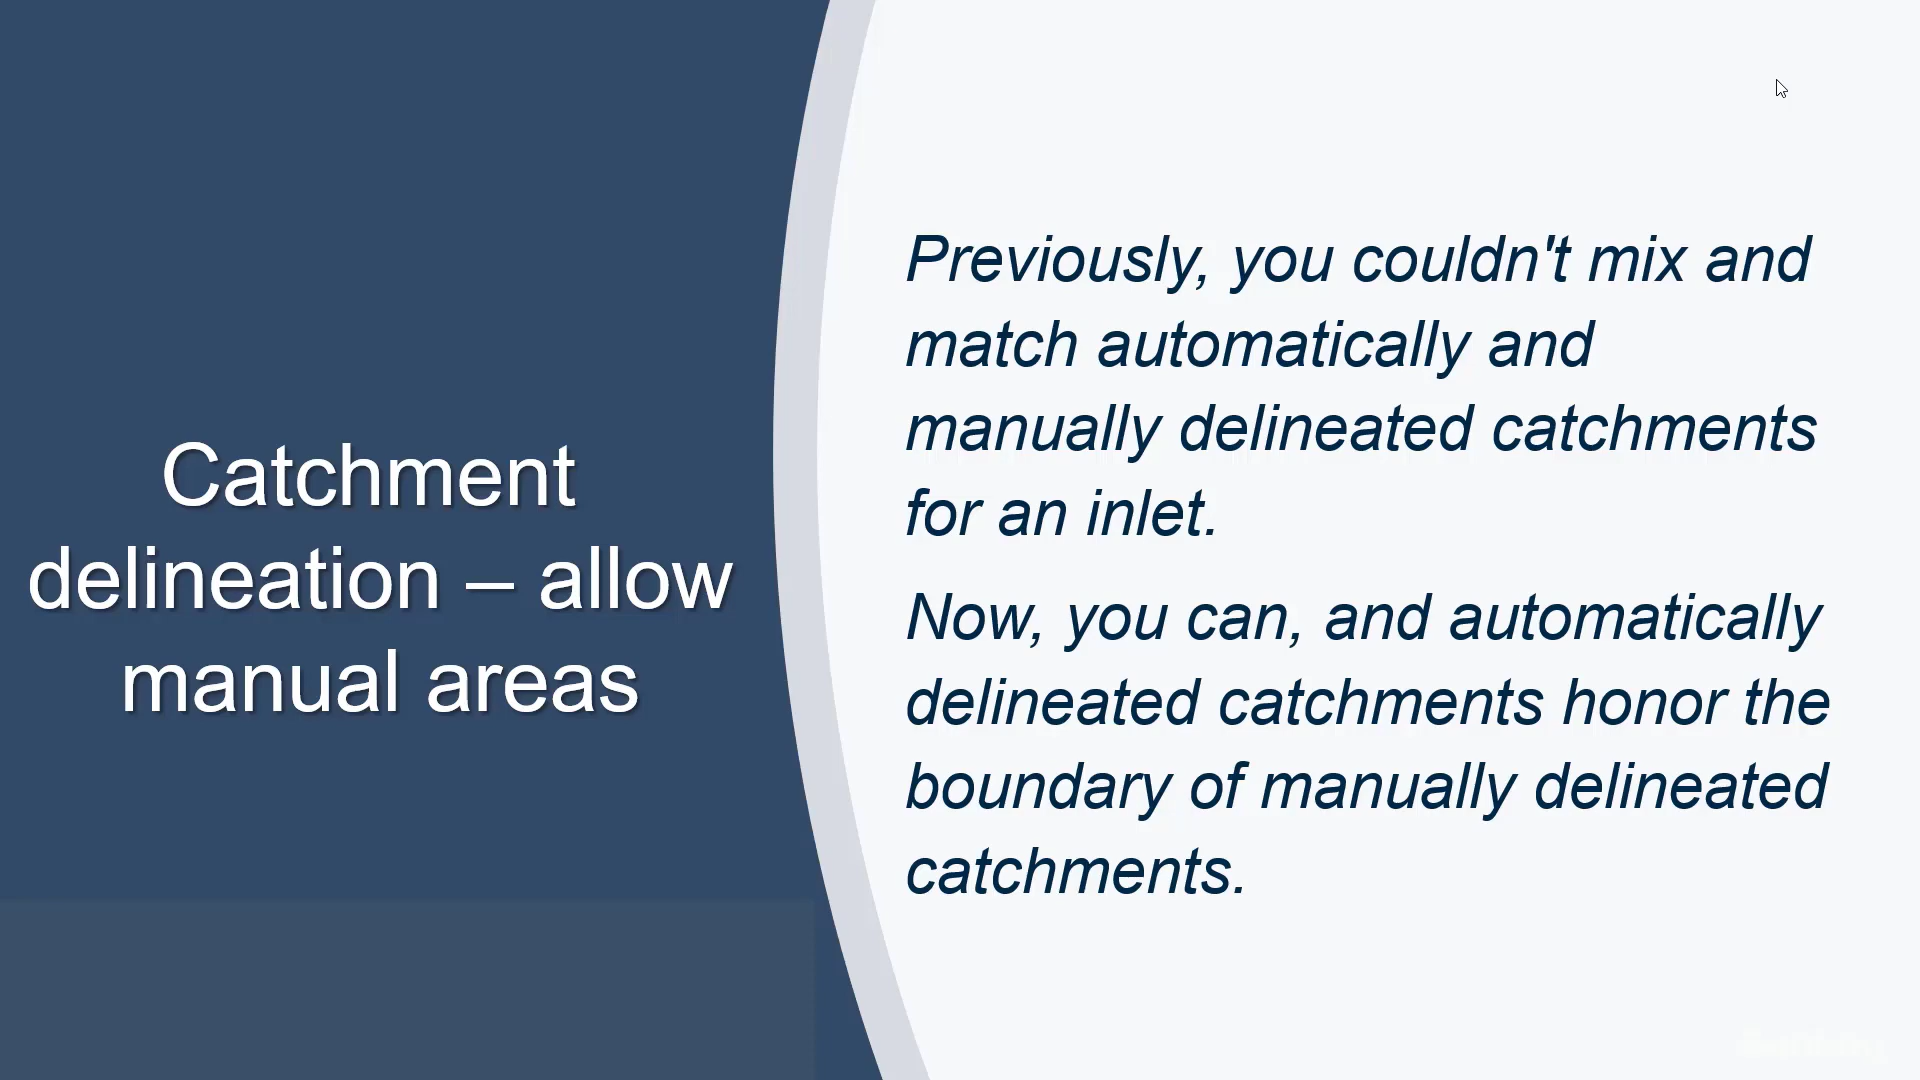 Catchment
delineation – allow
manual areas
Previously, you couldn't mix and
match automatically and
manually delineated catchments
for an inlet.
Now, you can, and automatically
delineated catchments honor the
boundary of manually delineated
catchments.